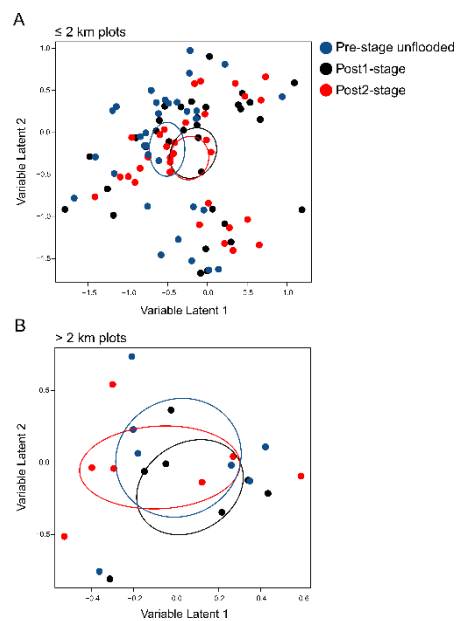 A
≤ 2 km plots
Pre-stage unflooded
Post1-stage
Post2-stage
1.0
0.5
0.0
−0.5
−1.0
−1.5
Variable Latent 2
−1.5 −1.0 −0.5 0.0 0.5 1.0
Variable Latent 1
B
> 2 km plots
0.5
0.0
−0.5
Variable Latent 2
−0.4 −0.2 0.0 0.2 0.4 0.6
Variable Latent 1